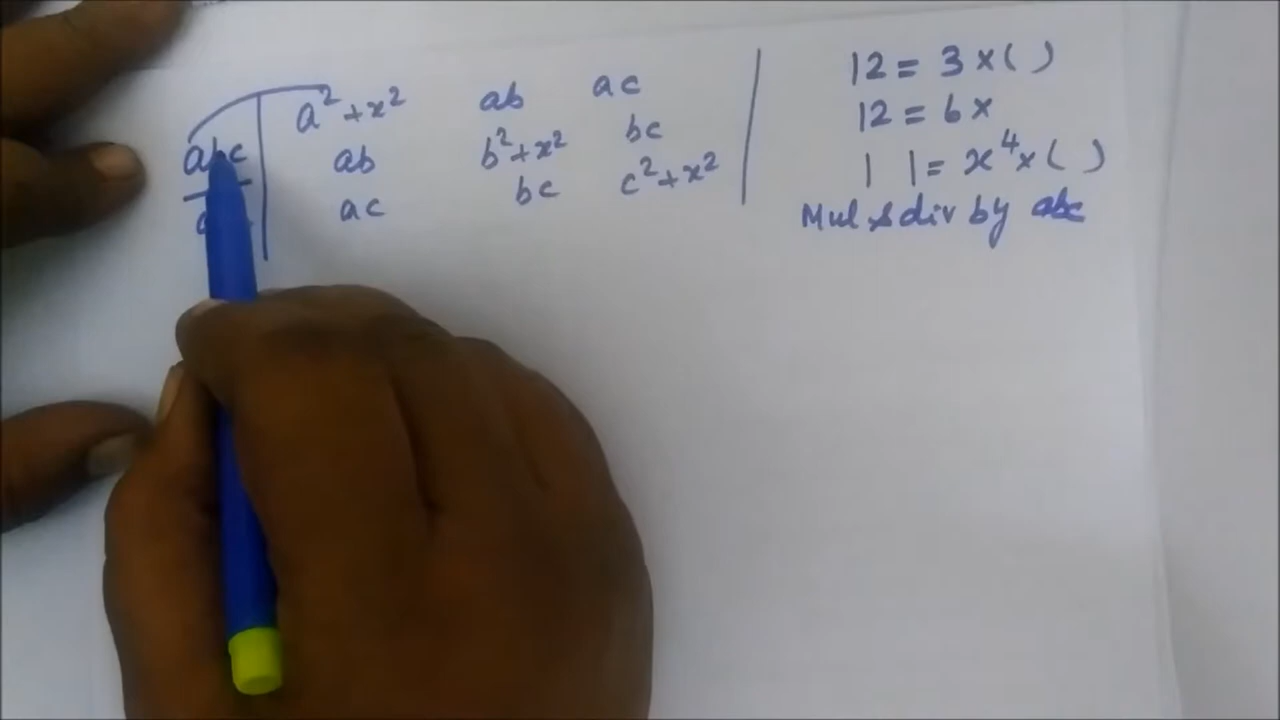 a²+x² ab ac
abc ab b²+x² bc
ac bc c²+x²
12 = 3 x ( )
12 = 6 x
| | = x⁴ x ( )
Mul & div by abc